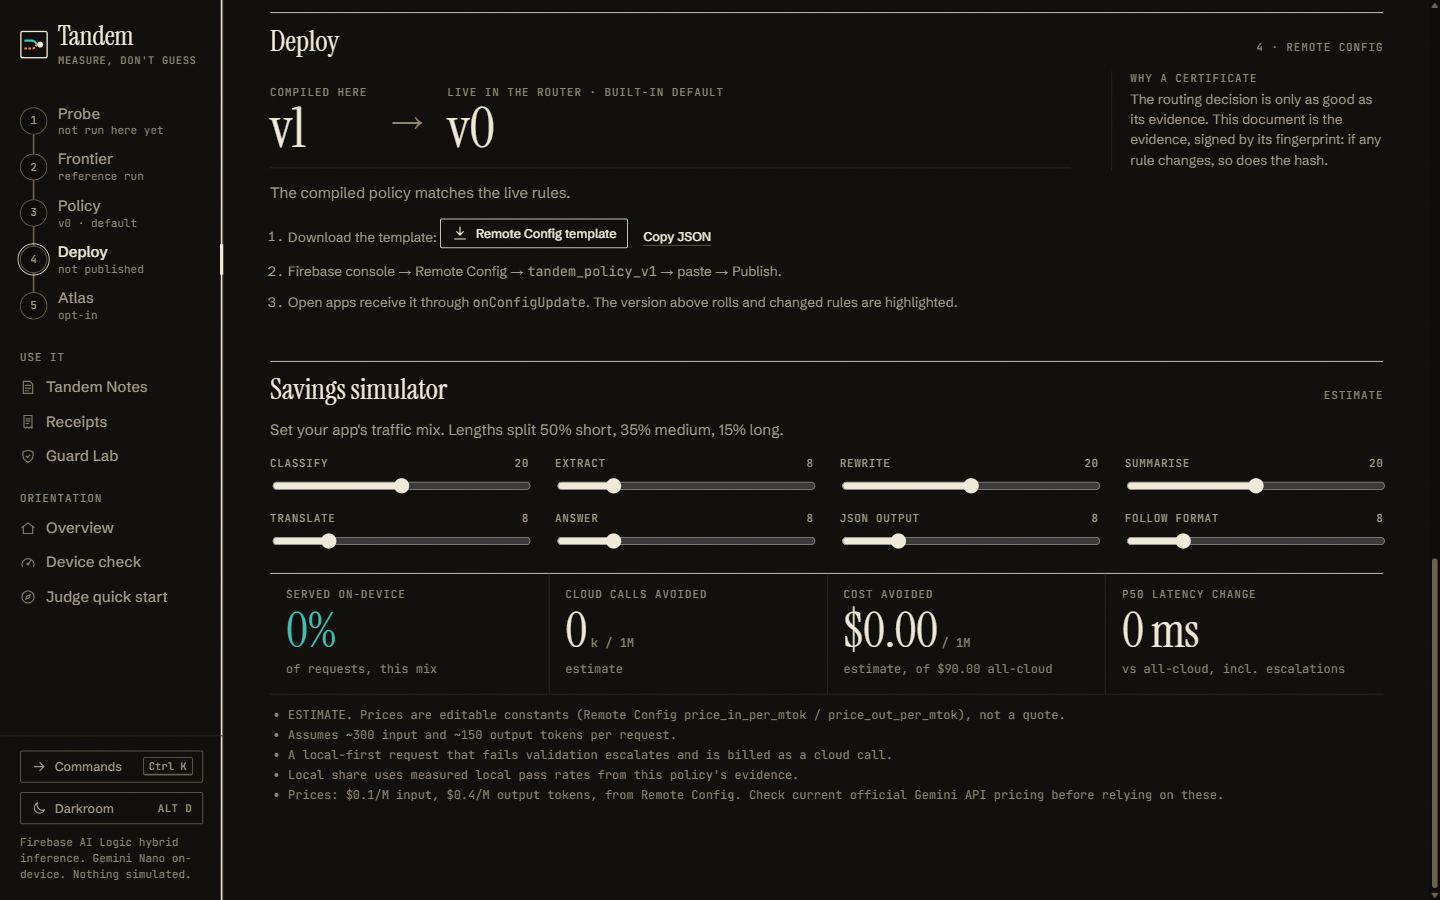 Tandem
MEASURE, DON'T GUESS
1 Probe
not run here yet
2 Frontier
reference run
3 Policy
v0 · default
4 Deploy
not published
5 Atlas
opt-in
USE IT
Tandem Notes
Receipts
Guard Lab
ORIENTATION
Overview
Device check
Judge quick start
→ Commands Ctrl K
Darkroom ALT D
Firebase AI Logic hybrid
inference. Gemini Nano on-
device. Nothing simulated.
Deploy
4 · REMOTE CONFIG
COMPILED HERE
v1
→
LIVE IN THE ROUTER · BUILT-IN DEFAULT
v0
WHY A CERTIFICATE
The routing decision is only as good as
its evidence. This document is the
evidence, signed by its fingerprint: if any
rule changes, so does the hash.
The compiled policy matches the live rules.
1. Download the template: Remote Config template Copy JSON
2. Firebase console → Remote Config → tandem_policy_v1 → paste → Publish.
3. Open apps receive it through onConfigUpdate. The version above rolls and changed rules are highlighted.
Savings simulator
ESTIMATE
Set your app's traffic mix. Lengths split 50% short, 35% medium, 15% long.
CLASSIFY 20
EXTRACT 8
REWRITE 20
SUMMARISE 20
TRANSLATE 8
ANSWER 8
JSON OUTPUT 8
FOLLOW FORMAT 8
SERVED ON-DEVICE
0%
of requests, this mix
CLOUD CALLS AVOIDED
0 k / 1M
estimate
COST AVOIDED
$0.00 / 1M
estimate, of $90.00 all-cloud
P50 LATENCY CHANGE
0 ms
vs all-cloud, incl. escalations
• ESTIMATE. Prices are editable constants (Remote Config price_in_per_mtok / price_out_per_mtok), not a quote.
• Assumes ~300 input and ~150 output tokens per request.
• A local-first request that fails validation escalates and is billed as a cloud call.
• Local share uses measured local pass rates from this policy's evidence.
• Prices: $0.1/M input, $0.4/M output tokens, from Remote Config. Check current official Gemini API pricing before relying on these.